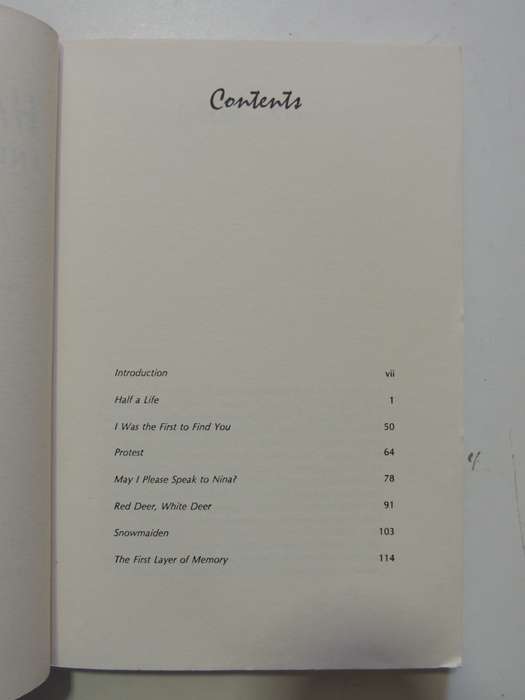 Contents
Introduction vii
Half a Life 1
I Was the First to Find You 50
Protest 64
May I Please Speak to Nina? 78
Red Deer, White Deer 91
Snowmaiden 103
The First Layer of Memory 114